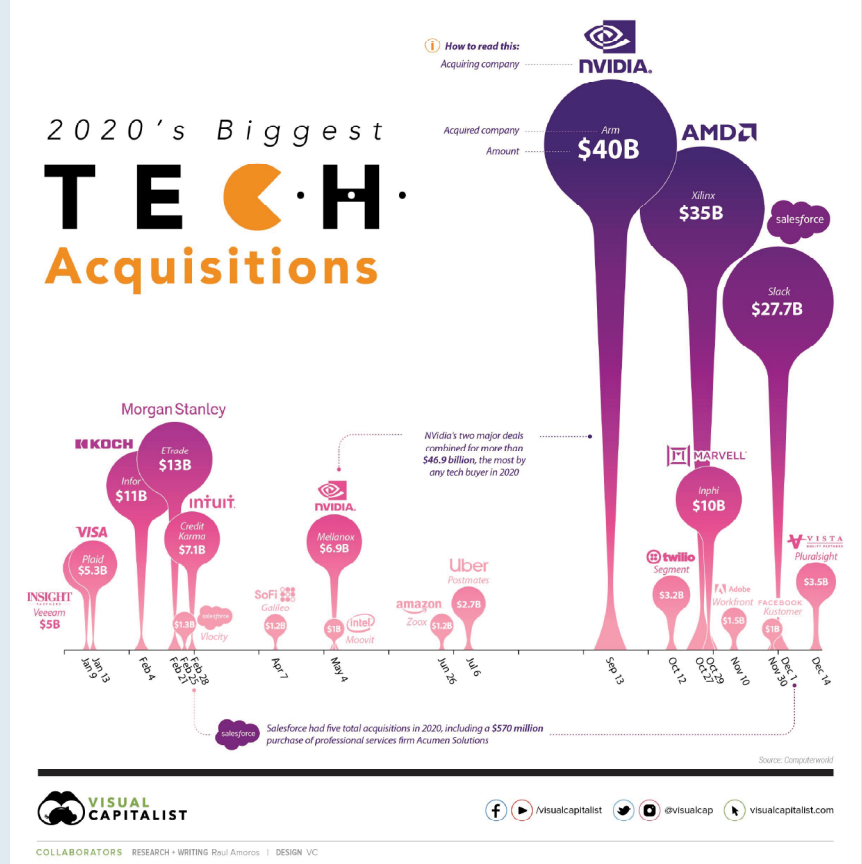 2020's Biggest
TECH
Acquisitions
How to read this:
Acquiring company
Acquired company
Amount
NVIDIA.
Arm
$40B
AMD
Xilinx
$35B
salesforce
Slack
$27.7B
Morgan Stanley
ETrade
$13B
KOCH
Infor
$11B
intuit
Credit
Karma
$7.1B
VISA
Plaid
$5.3B
INSIGHT
PARTNERS
Veeam
$5B
salesforce
$1.3B
Vlocity
SoFi
Galileo
$1.2B
NVIDIA.
Mellanox
$6.9B
intel
$1B
Moovit
amazon
Zoox
$1.2B
Uber
Postmates
$2.7B
NVidia's two major deals
combined for more than
$46.9 billion, the most by
any tech buyer in 2020
MARVELL
Inphi
$10B
twilio
Segment
$3.2B
Adobe
Workfront
$1.5B
FACEBOOK
Kustomer
$1B
VISTA
EQUITY PARTNERS
Pluralsight
$3.5B
Jan 9
Jan 13
Feb 4
Feb 21
Feb 25
Feb 28
Apr 7
May 4
Jun 26
Jul 6
Sep 13
Oct 12
Oct 27
Oct 29
Nov 10
Nov 30
Dec 1
Dec 14
salesforce
Salesforce had five total acquisitions in 2020, including a $570 million
purchase of professional services firm Acumen Solutions
Source: Computerworld
VISUAL
CAPITALIST
/visualcapitalist
@visualcap
visualcapitalist.com
COLLABORATORS RESEARCH + WRITING Raul Amoros | DESIGN VC